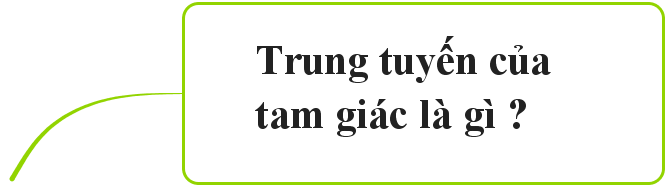 Trung tuyến của
tam giác là gì ?